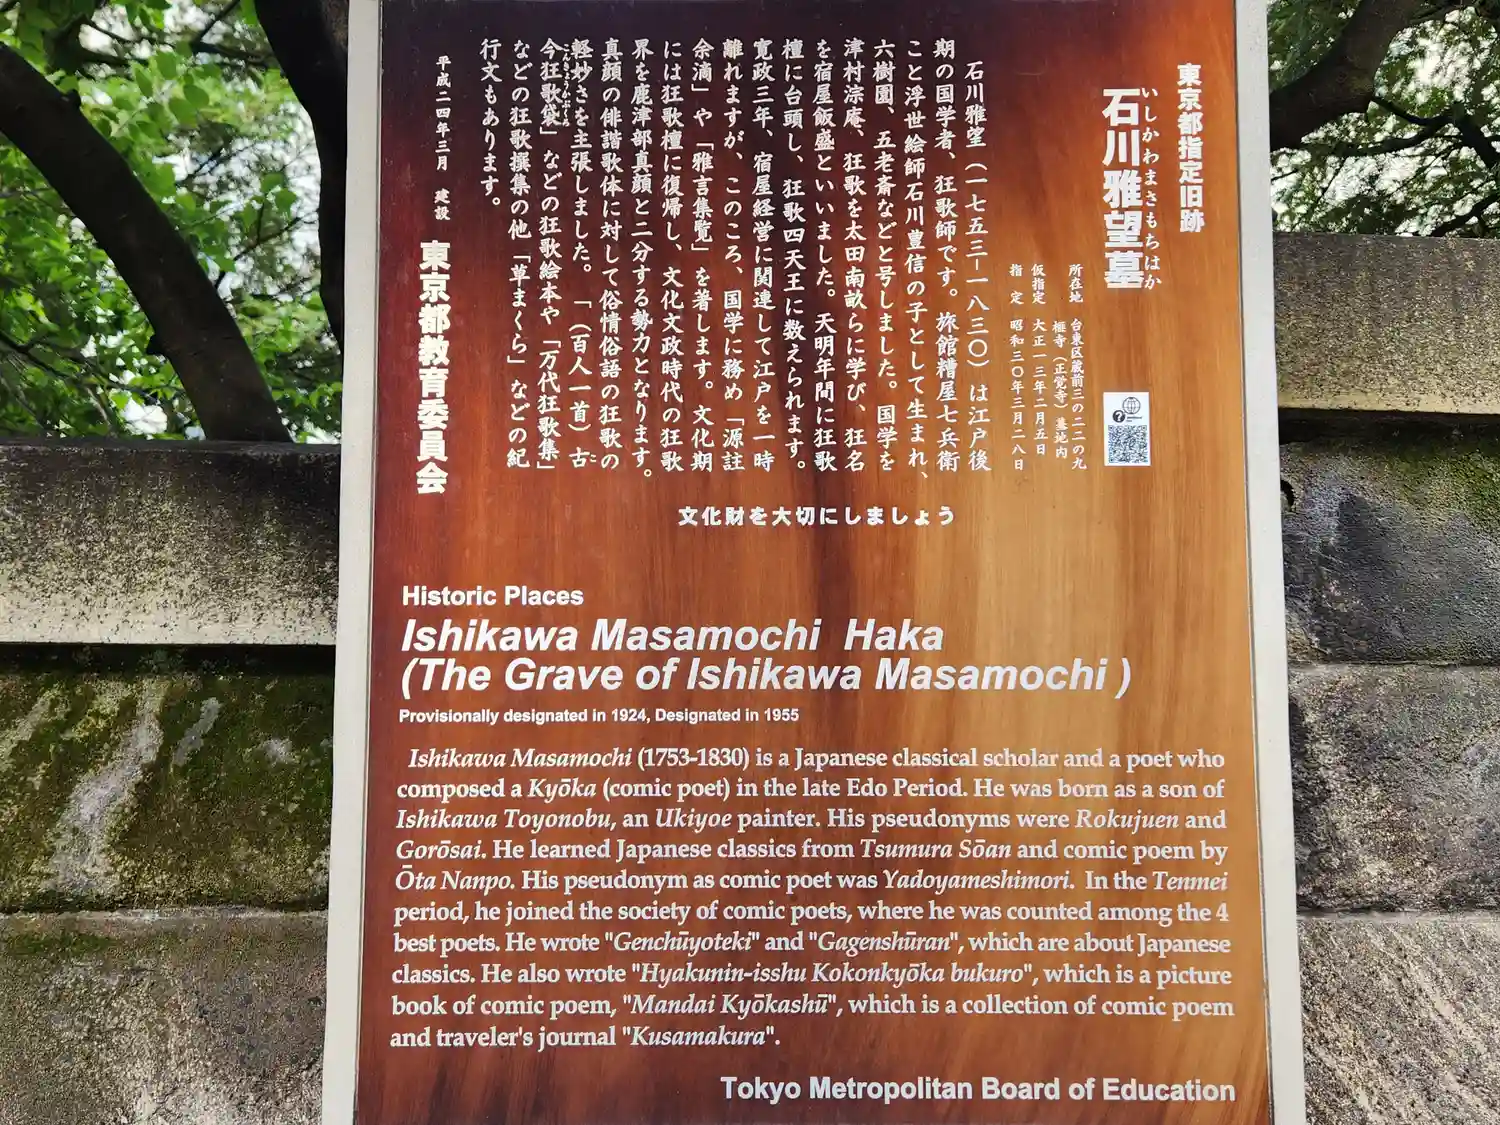 東京都指定旧跡
いしかわまさもちはか
石川雅望墓
所在地 台東区蔵前三の二二の九
榧寺（正覚寺）墓地内
仮指定 大正一三年二月五日
指定 昭和三〇年三月二八日
石川雅望（一七五三ー一八三〇）は江戸後
期の国学者、狂歌師です。旅館糟屋七兵衛
こと浮世絵師石川豊信の子として生まれ、
六樹園、五老斎などと号しました。国学を
津村淙庵、狂歌を太田南畝らに学び、狂名
を宿屋飯盛といいました。天明年間に狂歌
檀に台頭し、狂歌四天王に数えられます。
寛政三年、宿屋経営に関連して江戸を一時
離れますが、このころ、国学に務め「源註
余滴」や「雅言集覧」を著します。文化期
には狂歌檀に復帰し、文化文政時代の狂歌
界を鹿津部真顔と二分する勢力となります。
真顔の俳諧歌体に対して俗情俗語の狂歌の
軽妙さを主張しました。「（百人一首）古
今狂歌袋」などの狂歌絵本や「万代狂歌集」
などの狂歌撰集の他「草まくら」などの紀
行文もあります。
平成二四年三月 建設
東京都教育委員会
文化財を大切にしましょう
Historic Places
Ishikawa Masamochi Haka
(The Grave of Ishikawa Masamochi )
Provisionally designated in 1924, Designated in 1955
Ishikawa Masamochi (1753-1830) is a Japanese classical scholar and a poet who
composed a Kyōka (comic poet) in the late Edo Period. He was born as a son of
Ishikawa Toyonobu, an Ukiyoe painter. His pseudonyms were Rokujuen and
Gorōsai. He learned Japanese classics from Tsumura Sōan and comic poem by
Ōta Nanpo. His pseudonym as comic poet was Yadoyameshimori. In the Tenmei
period, he joined the society of comic poets, where he was counted among the 4
best poets. He wrote "Genchūyoteki" and "Gagenshūran", which are about Japanese
classics. He also wrote "Hyakunin-isshu Kokonkyōka bukuro", which is a picture
book of comic poem, "Mandai Kyōkashū", which is a collection of comic poem
and traveler's journal "Kusamakura".
Tokyo Metropolitan Board of Education